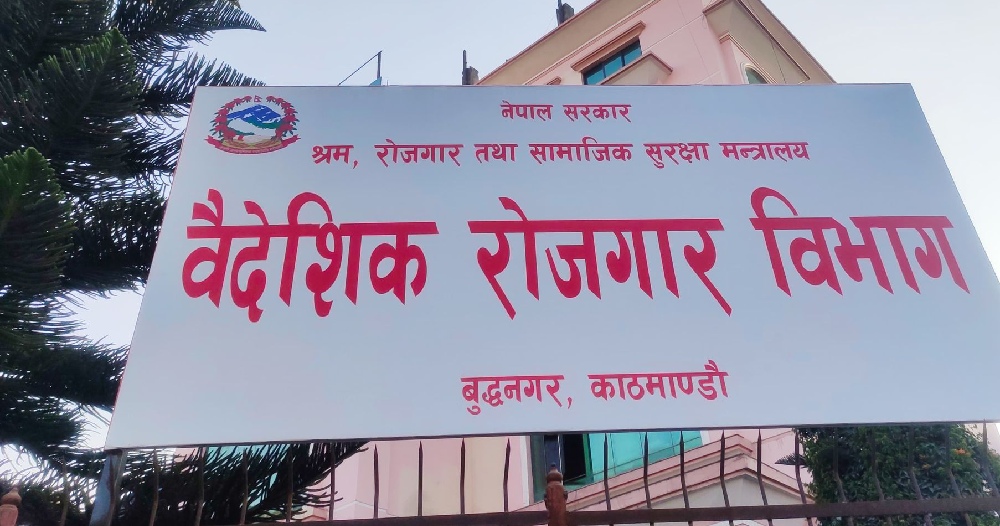 नेपाल सरकार
श्रम, रोजगार तथा सामाजिक सुरक्षा मन्त्रालय
वैदेशिक रोजगार विभाग
बुद्धनगर, काठमाण्डौ